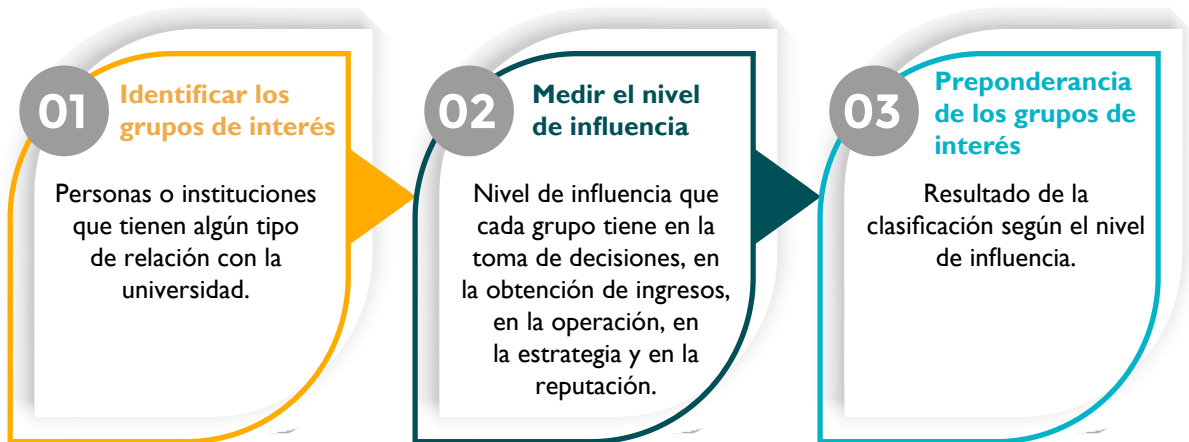 01
Identificar los
grupos de interés
Personas o instituciones
que tienen algún tipo
de relación con la
universidad.
02
Medir el nivel
de influencia
Nivel de influencia que
cada grupo tiene en la
toma de decisiones, en
la obtención de ingresos,
en la operación, en
la estrategia y en la
reputación.
03
Preponderancia
de los grupos de
interés
Resultado de la
clasificación según el nivel
de influencia.